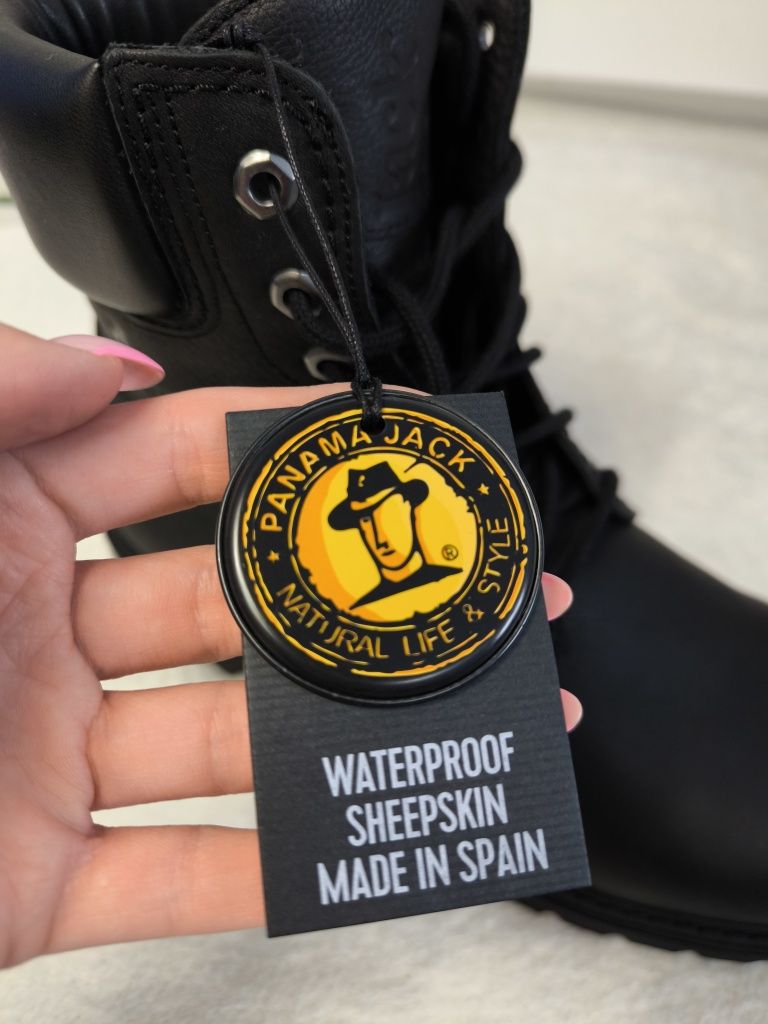 PANAMA JACK
®
NATURAL LIFE & STYLE
WATERPROOF
SHEEPSKIN
MADE IN SPAIN